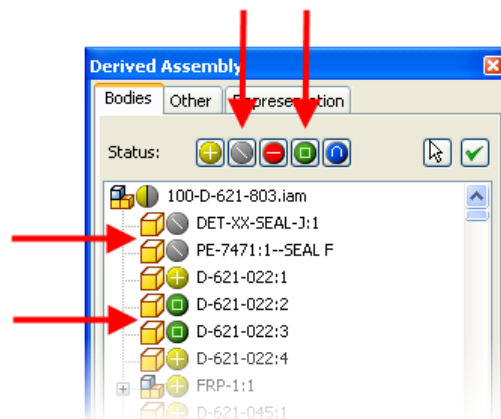 Derived Assembly
Bodies Other Representation
Status:
100-D-621-803.iam
DET-XX-SEAL-J:1
PE-7471:1--SEAL F
D-621-022:1
D-621-022:2
D-621-022:3
D-621-022:4
FRP-1:1
D-621-045:1